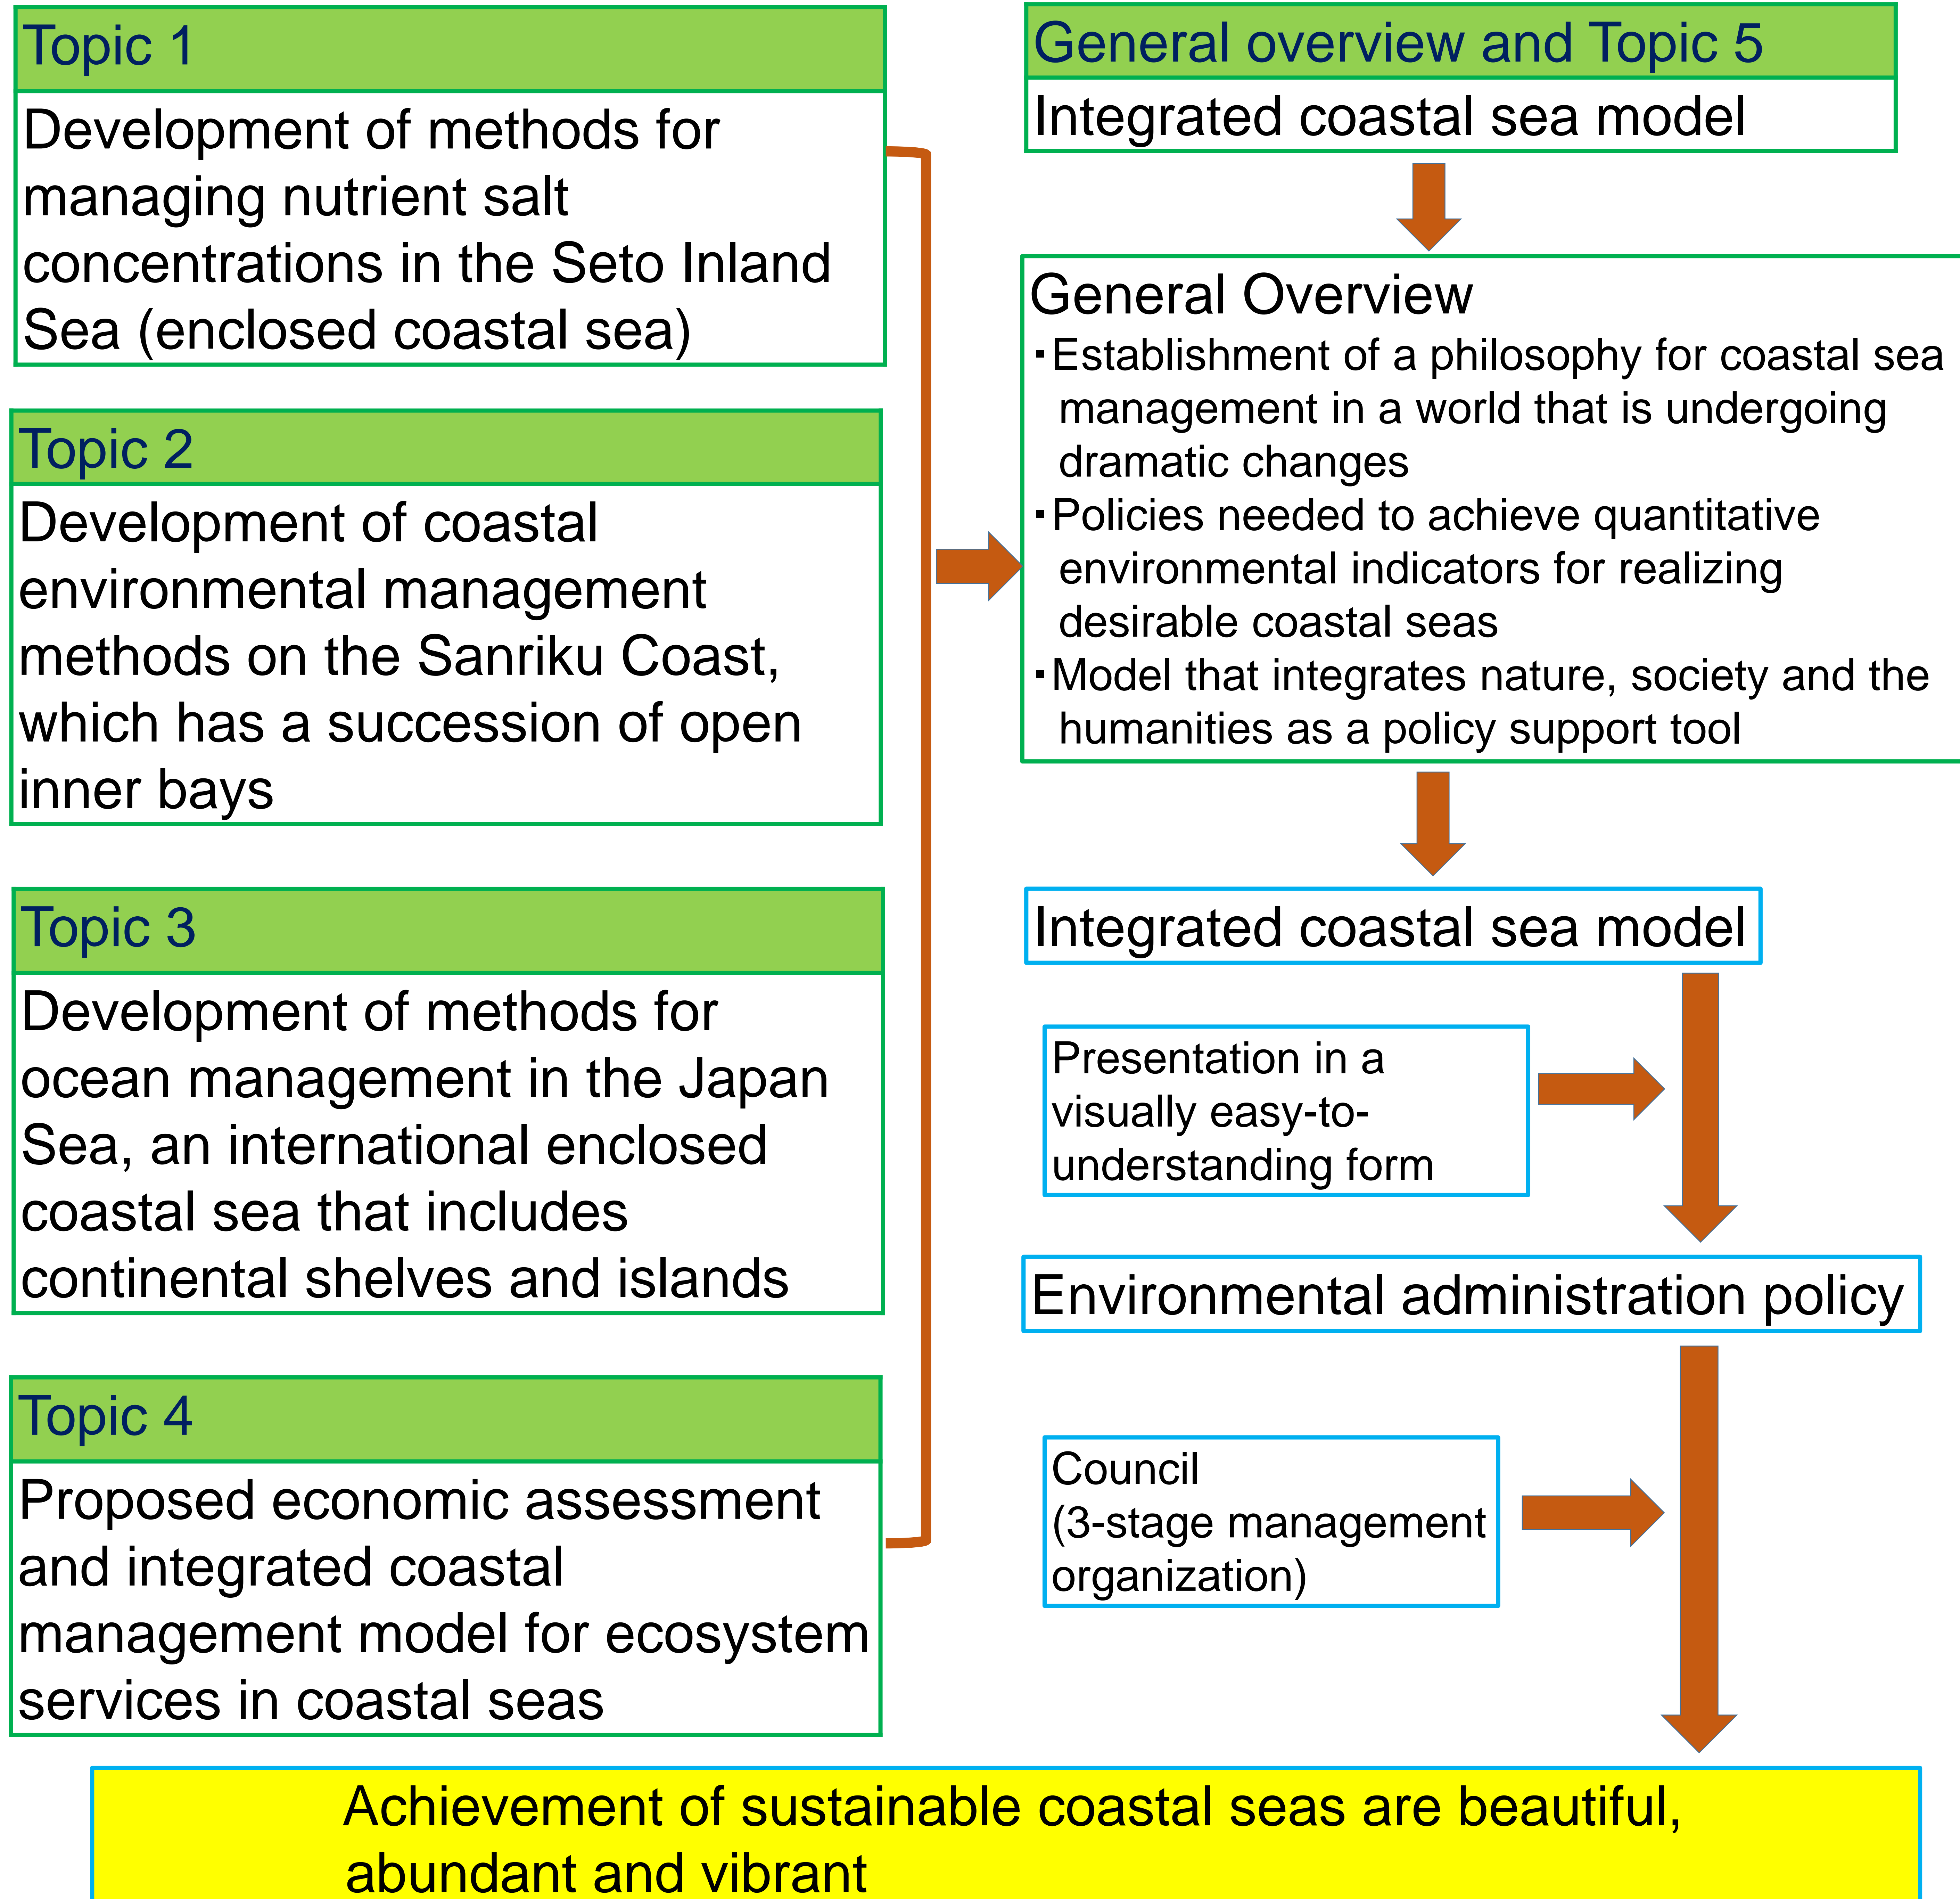 Topic 1
Development of methods for
managing nutrient salt
concentrations in the Seto Inland
Sea (enclosed coastal sea)
Topic 2
Development of coastal
environmental management
methods on the Sanriku Coast,
which has a succession of open
inner bays
Topic 3
Development of methods for
ocean management in the Japan
Sea, an international enclosed
coastal sea that includes
continental shelves and islands
Topic 4
Proposed economic assessment
and integrated coastal
management model for ecosystem
services in coastal seas
General overview and Topic 5
Integrated coastal sea model
General Overview
･Establishment of a philosophy for coastal sea
management in a world that is undergoing
dramatic changes
･Policies needed to achieve quantitative
environmental indicators for realizing
desirable coastal seas
･Model that integrates nature, society and the
humanities as a policy support tool
Integrated coastal sea model
Presentation in a
visually easy-to-
understanding form
Environmental administration policy
Council
(3-stage management
organization)
Achievement of sustainable coastal seas are beautiful,
abundant and vibrant